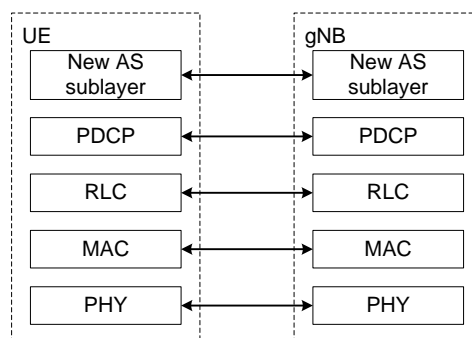 UE
gNB
New AS
sublayer
New AS
sublayer
PDCP
PDCP
RLC
RLC
MAC
MAC
PHY
PHY